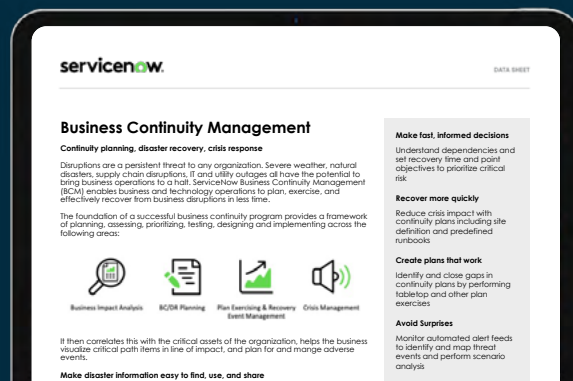 servicenow.
DATA SHEET
Business Continuity Management
Continuity planning, disaster recovery, crisis response
Disruptions are a persistent threat to any organization. Severe weather, natural
disasters, supply chain disruptions, IT and utility outages all have the potential to
bring business operations to a halt. ServiceNow Business Continuity Management
(BCM) enables business and technology operations to plan, exercise, and
effectively recover from business disruptions in less time.
The foundation of a successful business continuity program provides a framework
of planning, assessing, prioritizing, testing, designing and implementing across the
following areas:
Business Impact Analysis
BC/DR Planning
Plan Exercising & Recovery
Event Management
Crisis Management
It then correlates this with the critical assets of the organization, helps the business
visualize critical path items in line of impact, and plan for and mange adverse
events.
Make disaster information easy to find, use, and share
Make fast, informed decisions
Understand dependencies and
set recovery time and point
objectives to prioritize critical
risk
Recover more quickly
Reduce crisis impact with
continuity plans including site
definition and predefined
runbooks
Create plans that work
Identify and close gaps in
continuity plans by performing
tabletop and other plan
exercises
Avoid Surprises
Monitor automated alert feeds
to identify and map threat
events and perform scenario
analysis